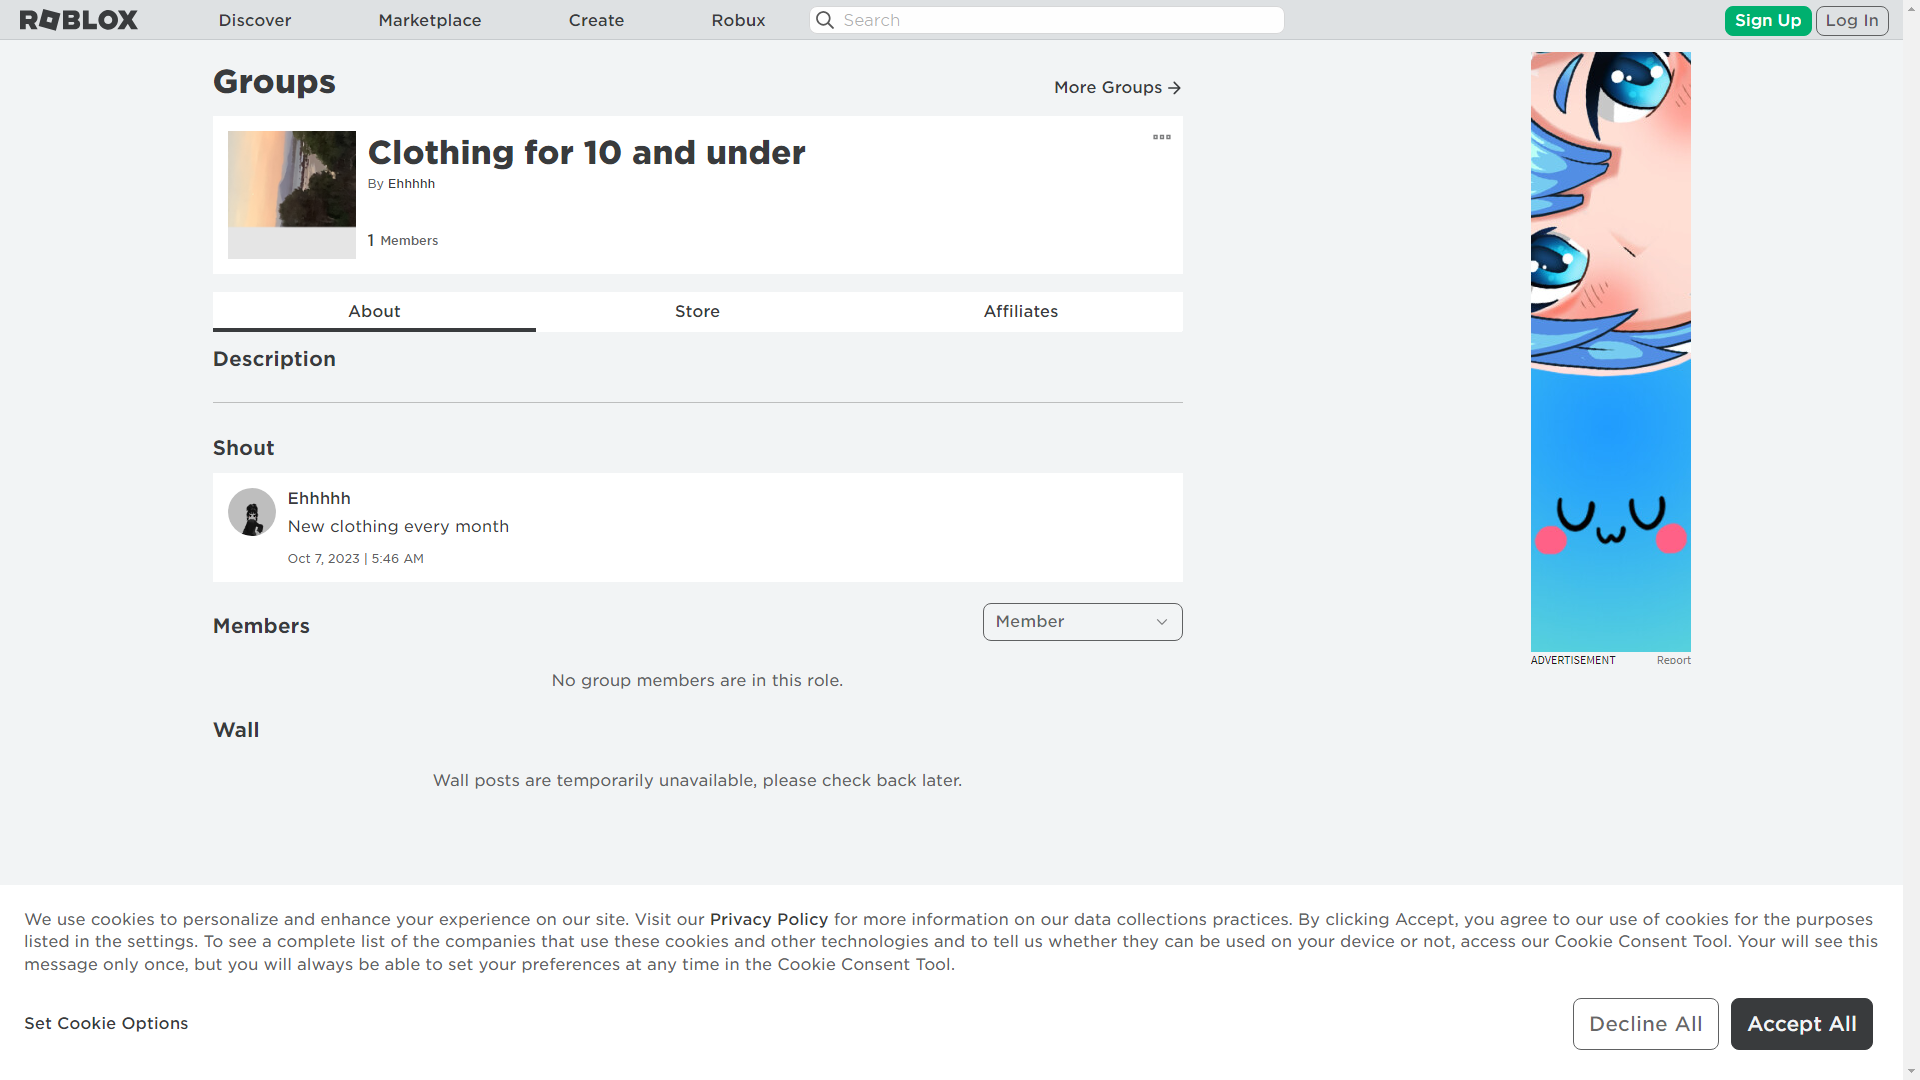 ROBLOX
Discover
Marketplace
Create
Robux
Search
Sign Up
Log In
Groups
More Groups
Clothing for 10 and under
By Ehhhhh
1 Members
About
Store
Affiliates
Description
Shout
Ehhhhh
New clothing every month
Oct 7, 2023 | 5:46 AM
Members
Member
No group members are in this role.
Wall
Wall posts are temporarily unavailable, please check back later.
ADVERTISEMENT
Report
We use cookies to personalize and enhance your experience on our site. Visit our Privacy Policy for more information on our data collections practices. By clicking Accept, you agree to our use of cookies for the purposes
listed in the settings. To see a complete list of the companies that use these cookies and other technologies and to tell us whether they can be used on your device or not, access our Cookie Consent Tool. Your will see this
message only once, but you will always be able to set your preferences at any time in the Cookie Consent Tool.
Set Cookie Options
Decline All
Accept All